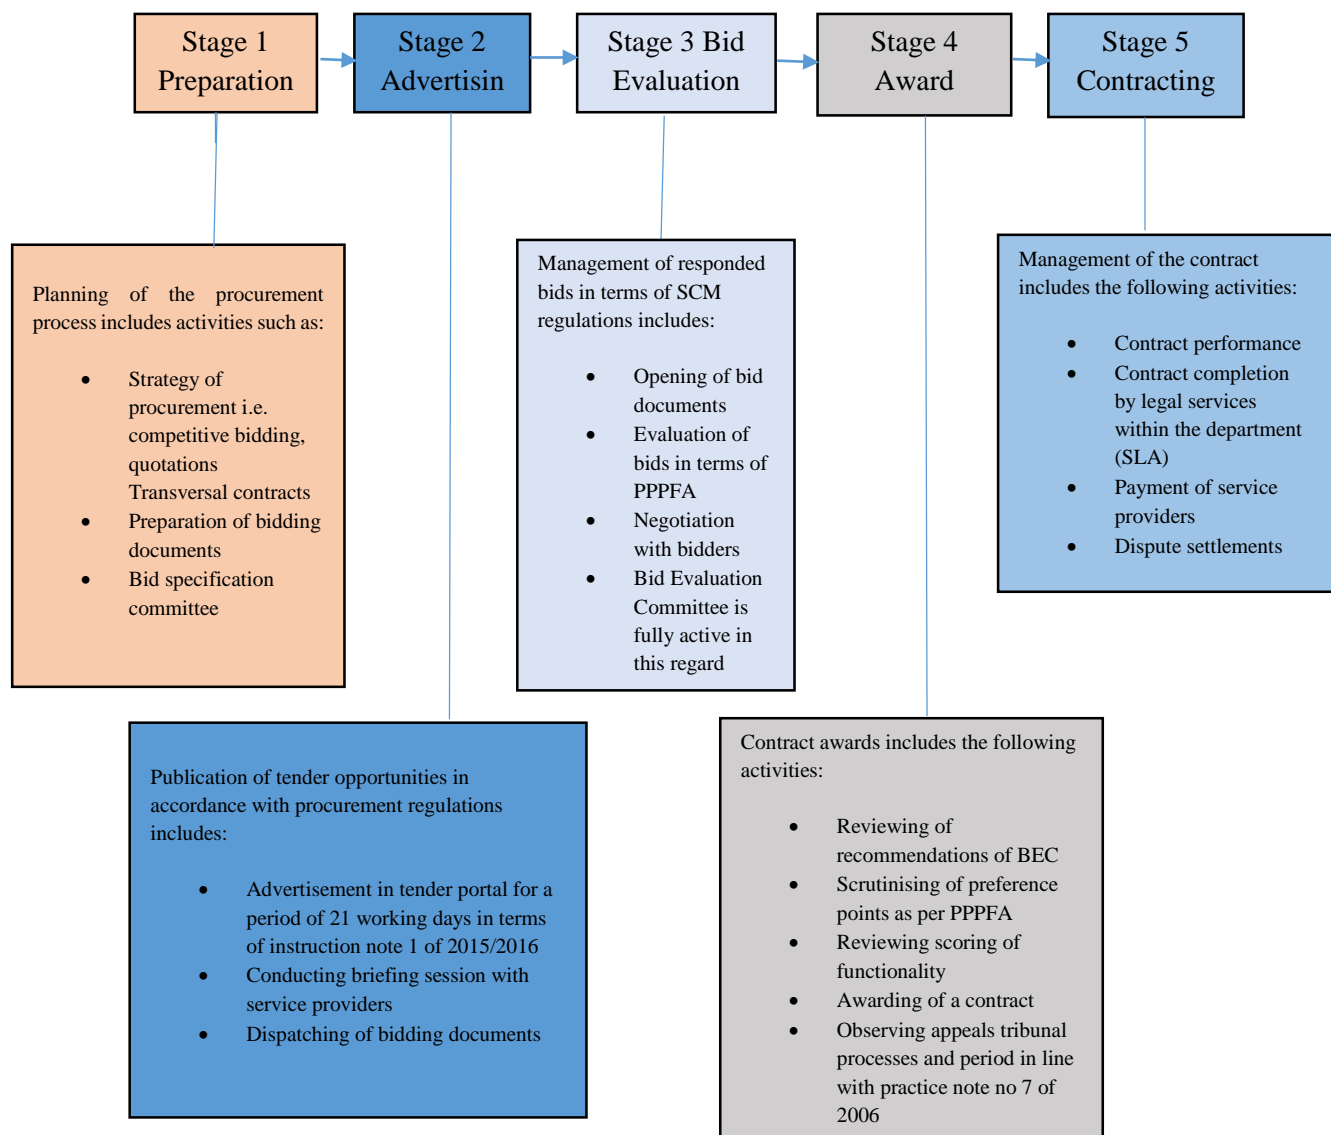 Stage 1
Preparation
Stage 2
Advertisin
Stage 3 Bid
Evaluation
Stage 4
Award
Stage 5
Contracting
Planning of the procurement
process includes activities such as:
• Strategy of
procurement i.e.
competitive bidding,
quotations
Transversal contracts
• Preparation of bidding
documents
• Bid specification
committee
Management of responded
bids in terms of SCM
regulations includes:
• Opening of bid
documents
• Evaluation of
bids in terms of
PPPFA
• Negotiation
with bidders
• Bid Evaluation
Committee is
fully active in
this regard
Management of the contract
includes the following activities:
• Contract performance
• Contract completion
by legal services
within the department
(SLA)
• Payment of service
providers
• Dispute settlements
Publication of tender opportunities in
accordance with procurement regulations
includes:
• Advertisement in tender portal for a
period of 21 working days in terms
of instruction note 1 of 2015/2016
• Conducting briefing session with
service providers
• Dispatching of bidding documents
Contract awards includes the following
activities:
• Reviewing of
recommendations of BEC
• Scrutinising of preference
points as per PPPFA
• Reviewing scoring of
functionality
• Awarding of a contract
• Observing appeals tribunal
processes and period in line
with practice note no 7 of
2006